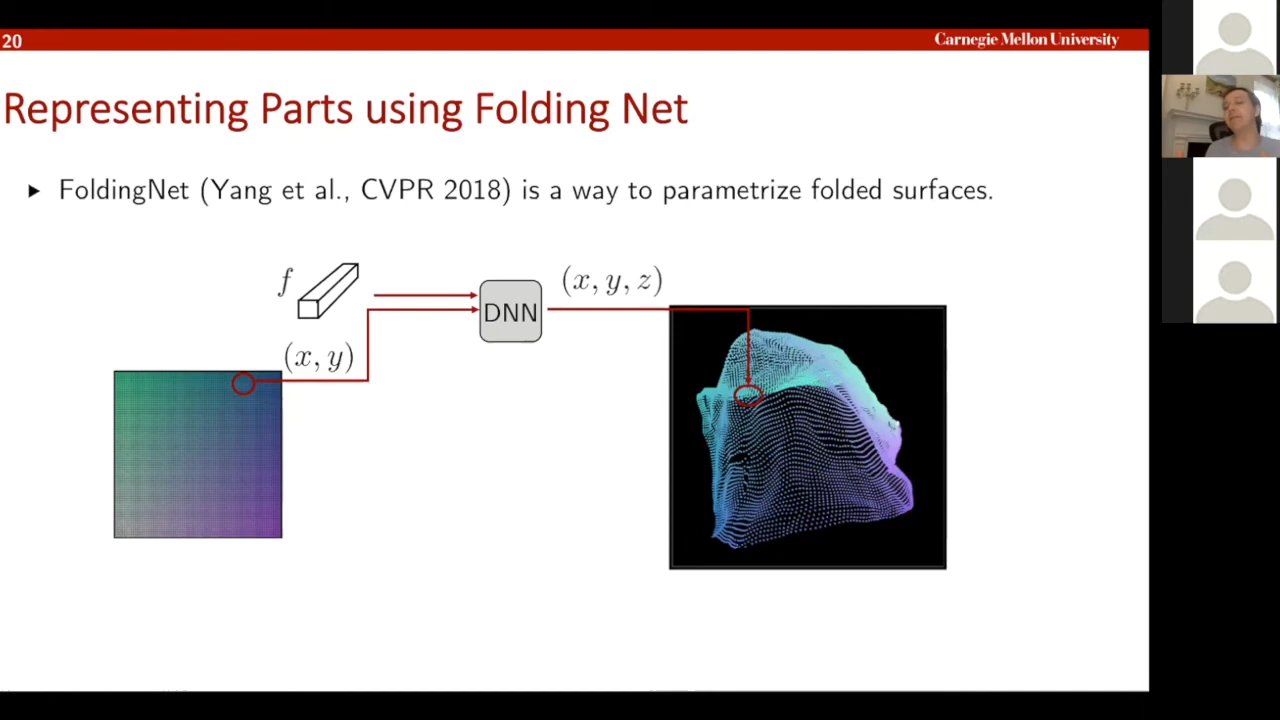 20
Carnegie Mellon University
Representing Parts using Folding Net
▶ FoldingNet (Yang et al., CVPR 2018) is a way to parametrize folded surfaces.
f
(x, y, z)
DNN
(x, y)